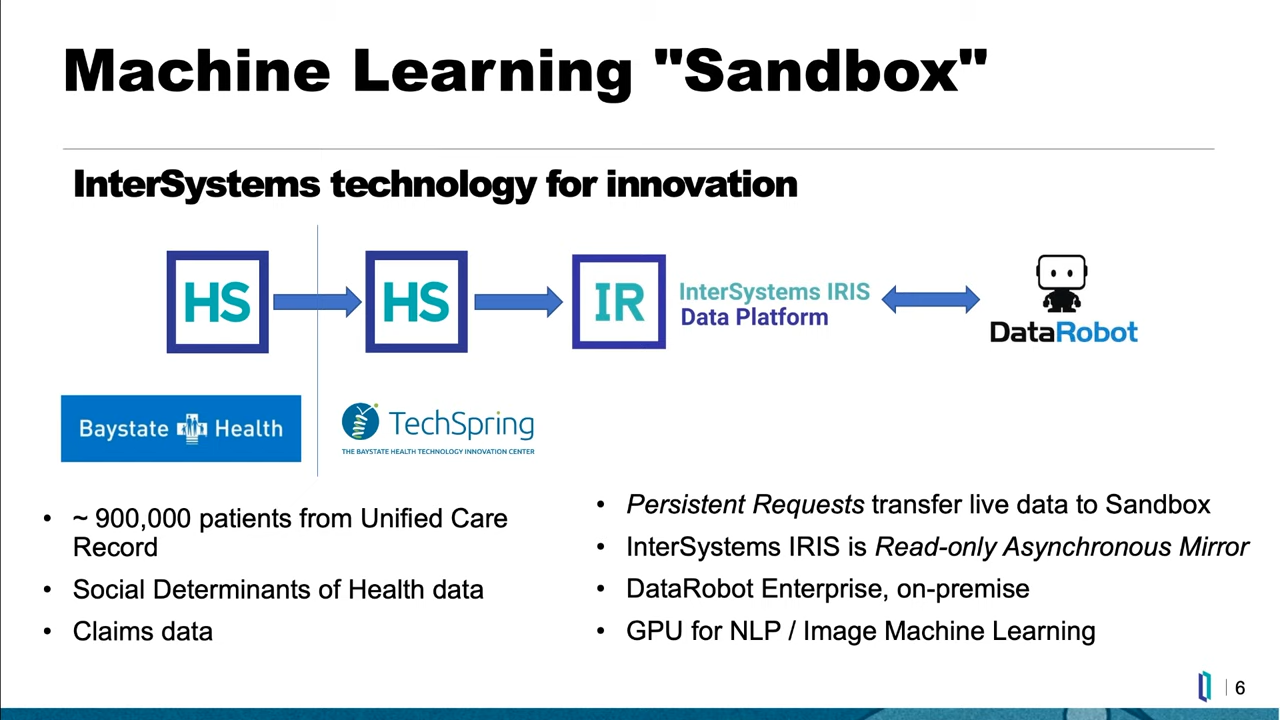 Machine Learning "Sandbox"
InterSystems technology for innovation
HS
HS
IR
InterSystems IRIS
Data Platform
DataRobot
Baystate Health
TechSpring
THE BAYSTATE HEALTH TECHNOLOGY INNOVATION CENTER
• ~ 900,000 patients from Unified Care
Record
• Social Determinants of Health data
• Claims data
• Persistent Requests transfer live data to Sandbox
• InterSystems IRIS is Read-only Asynchronous Mirror
• DataRobot Enterprise, on-premise
• GPU for NLP / Image Machine Learning
6